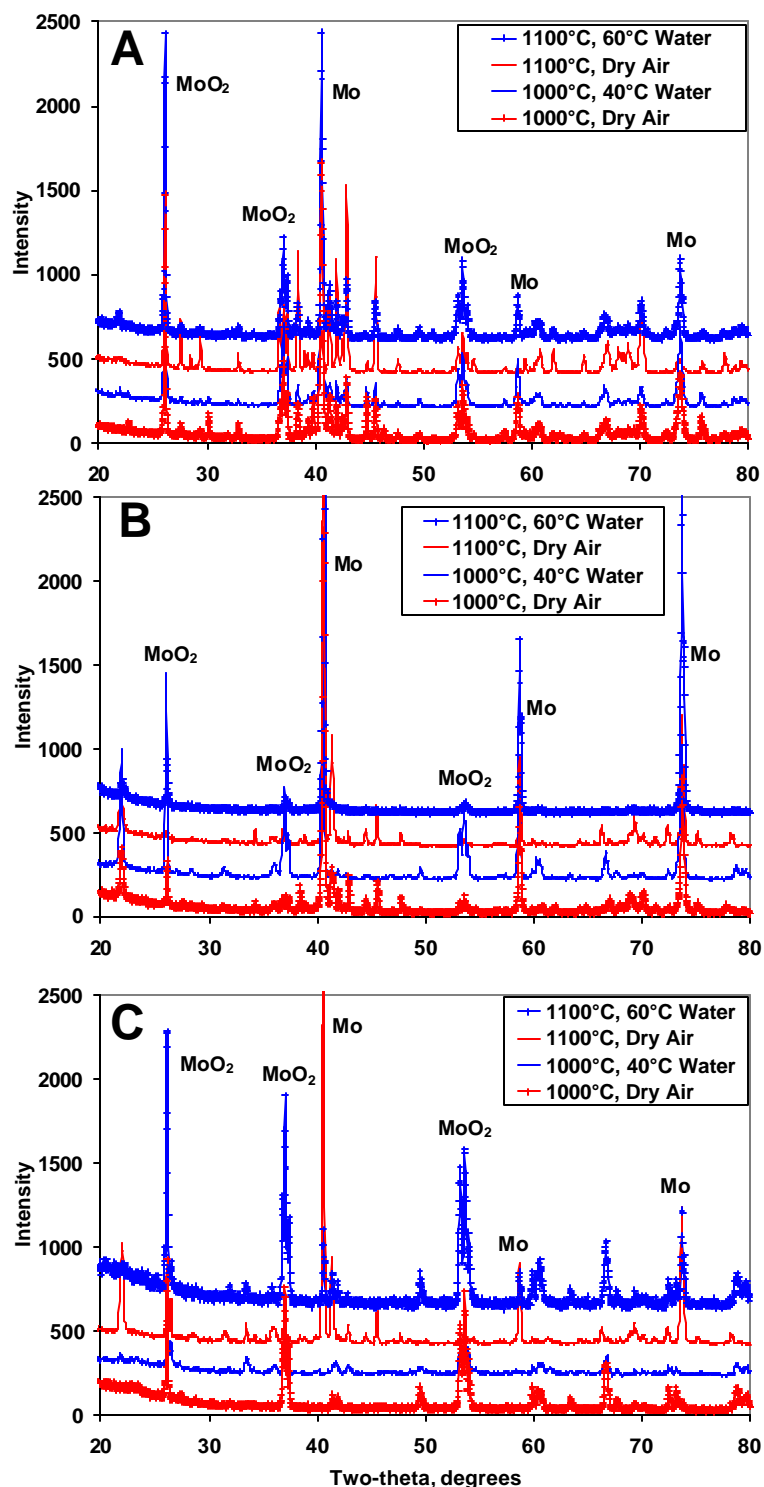 A
2500
2000
1500
1000
500
0
Intensity
1100°C, 60°C Water
1100°C, Dry Air
1000°C, 40°C Water
1000°C, Dry Air
MoO₂
Mo
MoO₂
MoO₂
Mo
Mo
20 30 40 50 60 70 80
B
2500
2000
1500
1000
500
0
Intensity
1100°C, 60°C Water
1100°C, Dry Air
1000°C, 40°C Water
1000°C, Dry Air
Mo
MoO₂
Mo
Mo
MoO₂
MoO₂
20 30 40 50 60 70 80
C
2500
2000
1500
1000
500
0
Intensity
1100°C, 60°C Water
1100°C, Dry Air
1000°C, 40°C Water
1000°C, Dry Air
Mo
MoO₂
MoO₂
MoO₂
Mo
Mo
20 30 40 50 60 70 80
Two-theta, degrees